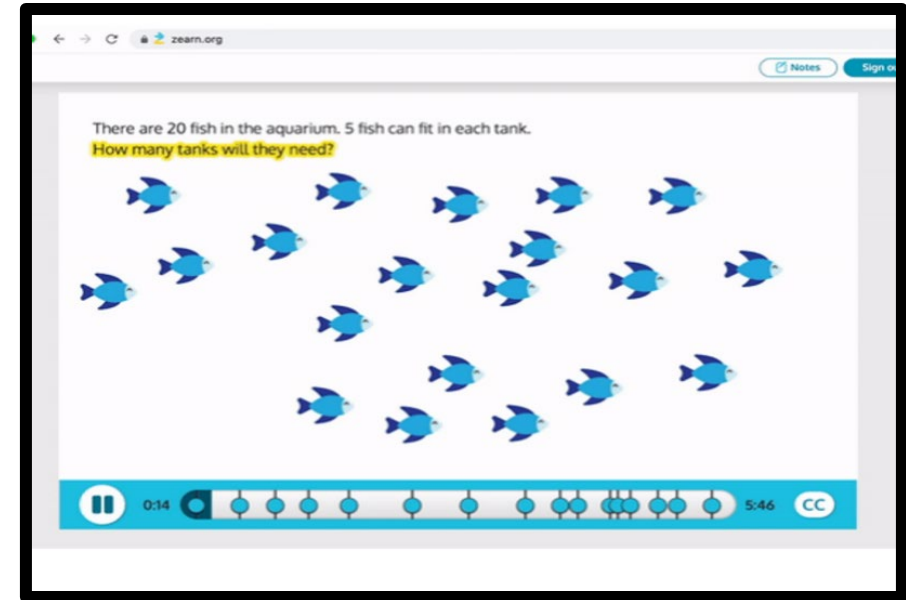 zearn.org
Notes
Sign ou
There are 20 fish in the aquarium. 5 fish can fit in each tank.
How many tanks will they need?
0:14
5:46
CC